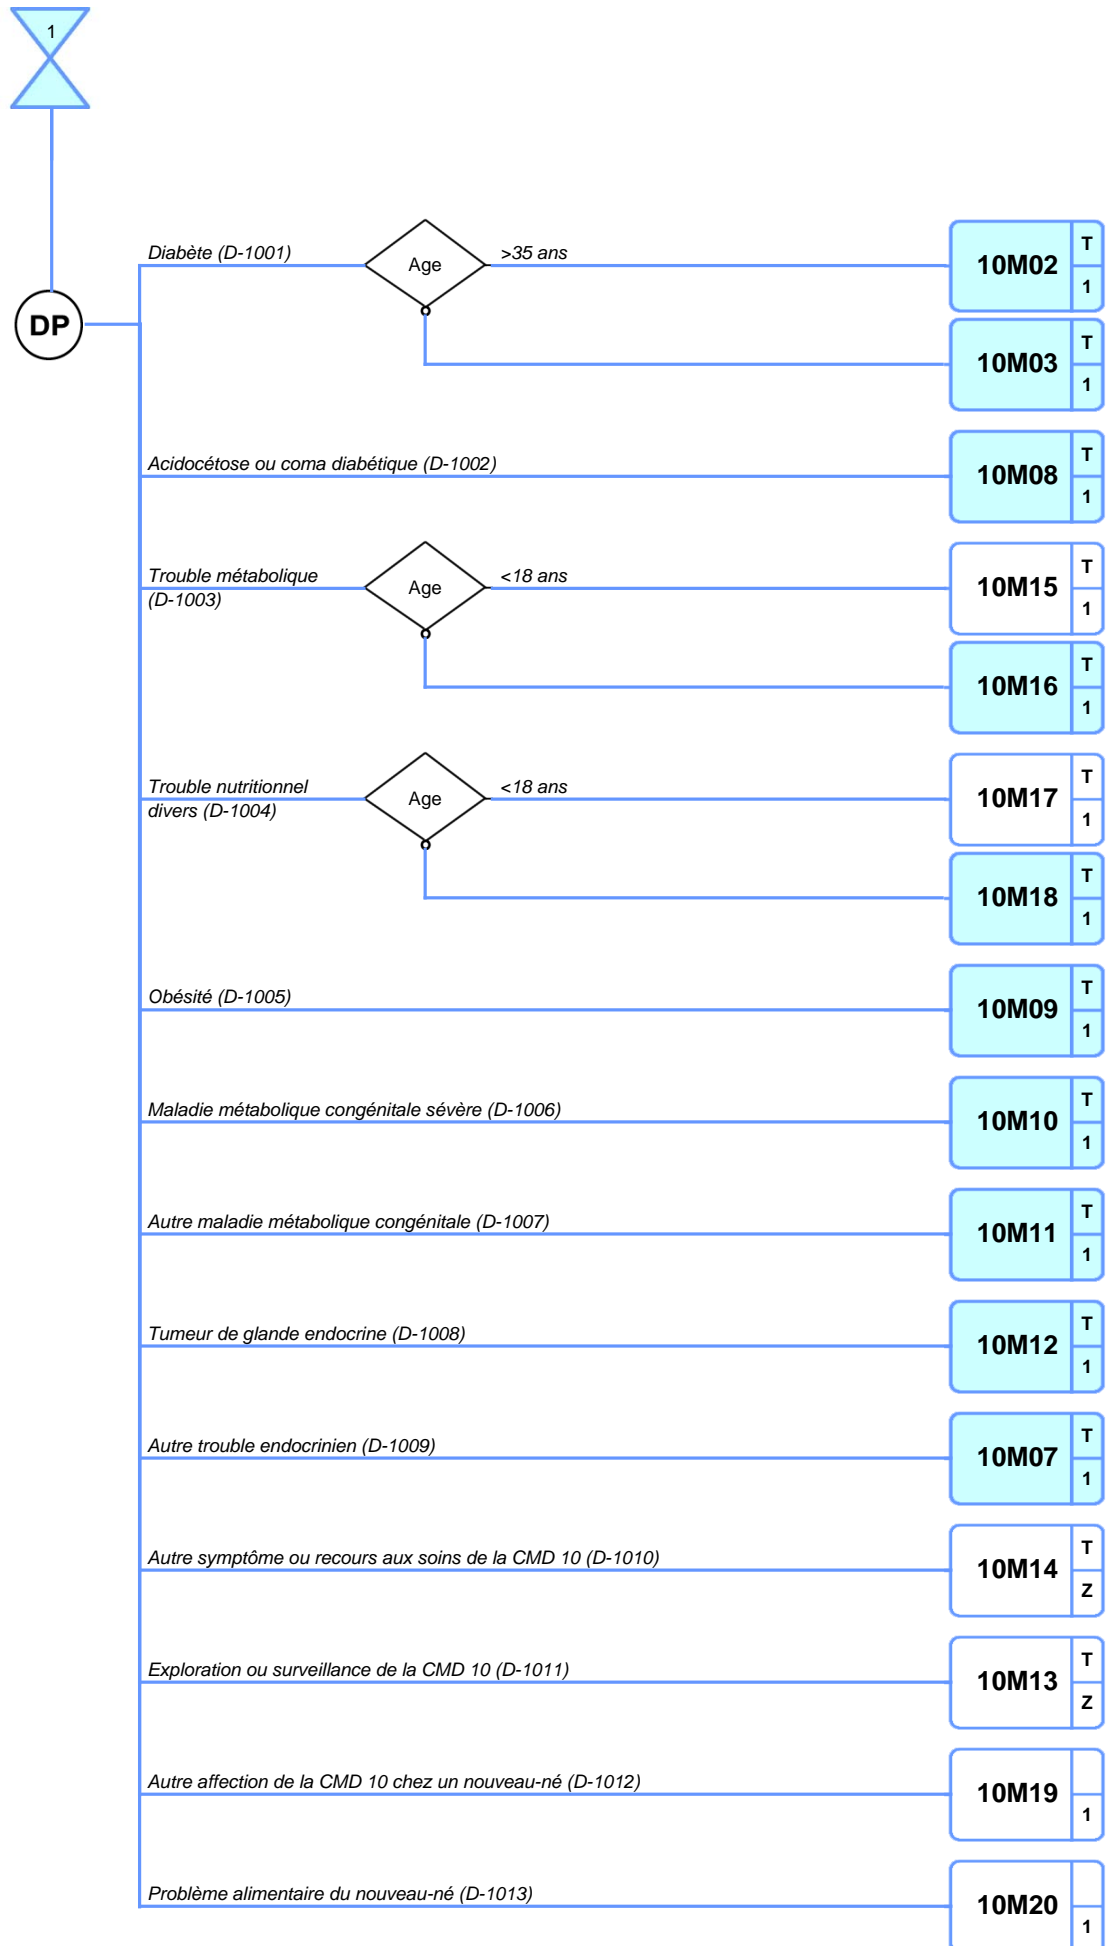 1
DP
Diabète (D-1001)
Age
>35 ans
10M02
T
1
10M03
T
1
Acidocétose ou coma diabétique (D-1002)
10M08
T
1
Trouble métabolique
(D-1003)
Age
<18 ans
10M15
T
1
10M16
T
1
Trouble nutritionnel
divers (D-1004)
Age
<18 ans
10M17
T
1
10M18
T
1
Obésité (D-1005)
10M09
T
1
Maladie métabolique congénitale sévère (D-1006)
10M10
T
1
Autre maladie métabolique congénitale (D-1007)
10M11
T
1
Tumeur de glande endocrine (D-1008)
10M12
T
1
Autre trouble endocrinien (D-1009)
10M07
T
1
Autre symptôme ou recours aux soins de la CMD 10 (D-1010)
10M14
T
Z
Exploration ou surveillance de la CMD 10 (D-1011)
10M13
T
Z
Autre affection de la CMD 10 chez un nouveau-né (D-1012)
10M19
1
Problème alimentaire du nouveau-né (D-1013)
10M20
1